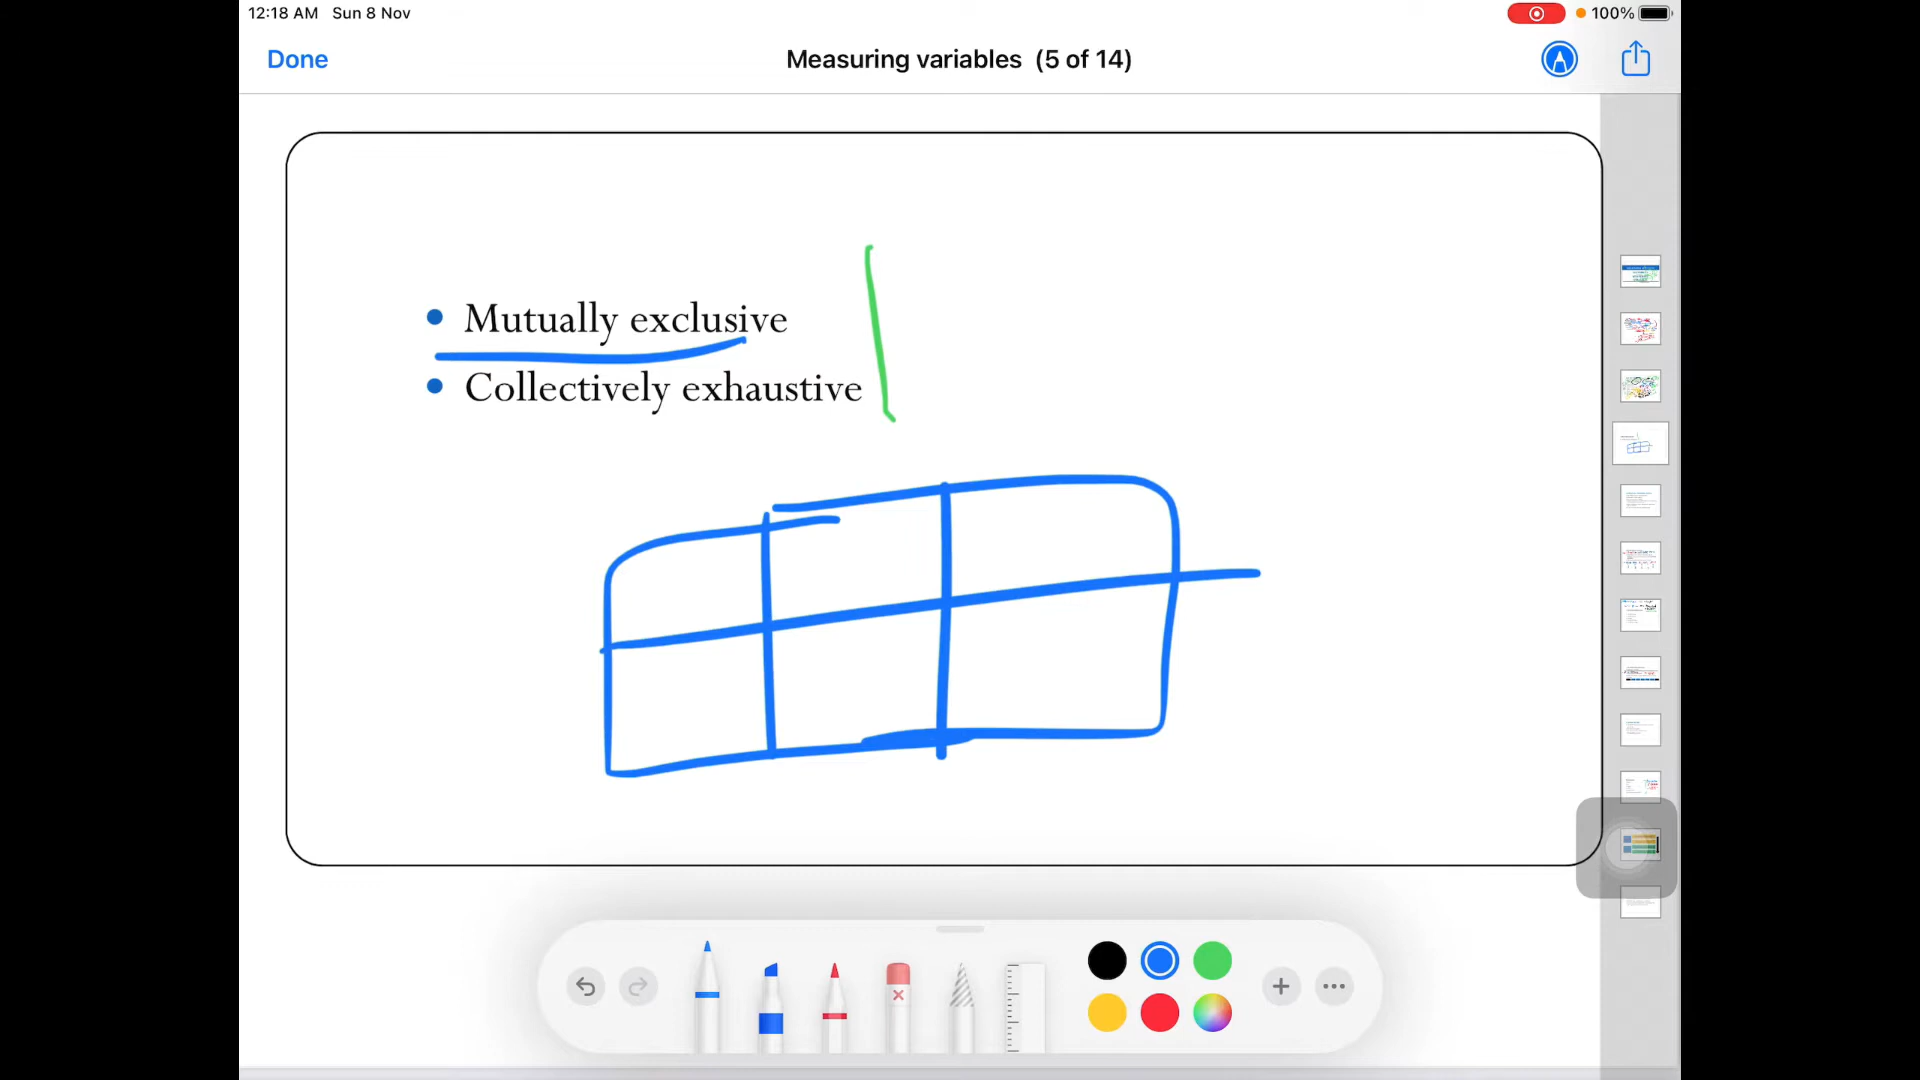 12:18 AM Sun 8 Nov
100%
Done
Measuring variables (5 of 14)
• Mutually exclusive
• Collectively exhaustive